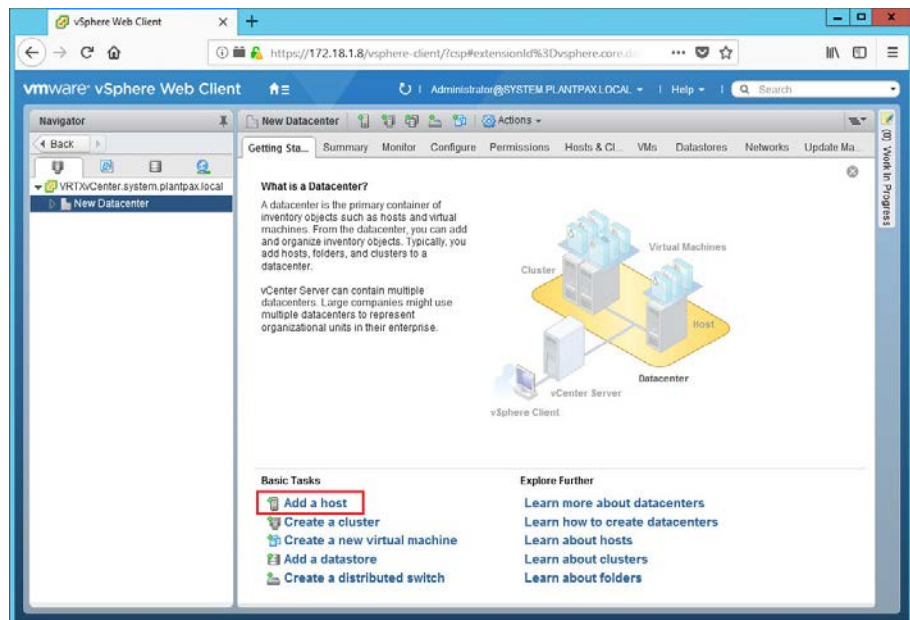 vSphere Web Client
https://172.18.1.8/vsphere-client/?csp#extensionId%3Dvsphere.core.d
vmware vSphere Web Client
Administrator@SYSTEM.PLANTPAX.LOCAL
Help
Search
Navigator
New Datacenter
Actions
Back
Getting Sta...
Summary
Monitor
Configure
Permissions
Hosts & Cl...
VMs
Datastores
Networks
Update Ma...
(0) Work In Progress
VRTXvCenter.system.plantpax.local
New Datacenter
What is a Datacenter?
A datacenter is the primary container of
inventory objects such as hosts and virtual
machines. From the datacenter, you can add
and organize inventory objects. Typically, you
add hosts, folders, and clusters to a
datacenter.
vCenter Server can contain multiple
datacenters. Large companies might use
multiple datacenters to represent
organizational units in their enterprise.
Virtual Machines
Cluster
Host
Datacenter
vCenter Server
vSphere Client
Basic Tasks
Add a host
Create a cluster
Create a new virtual machine
Add a datastore
Create a distributed switch
Explore Further
Learn more about datacenters
Learn how to create datacenters
Learn about hosts
Learn about clusters
Learn about folders